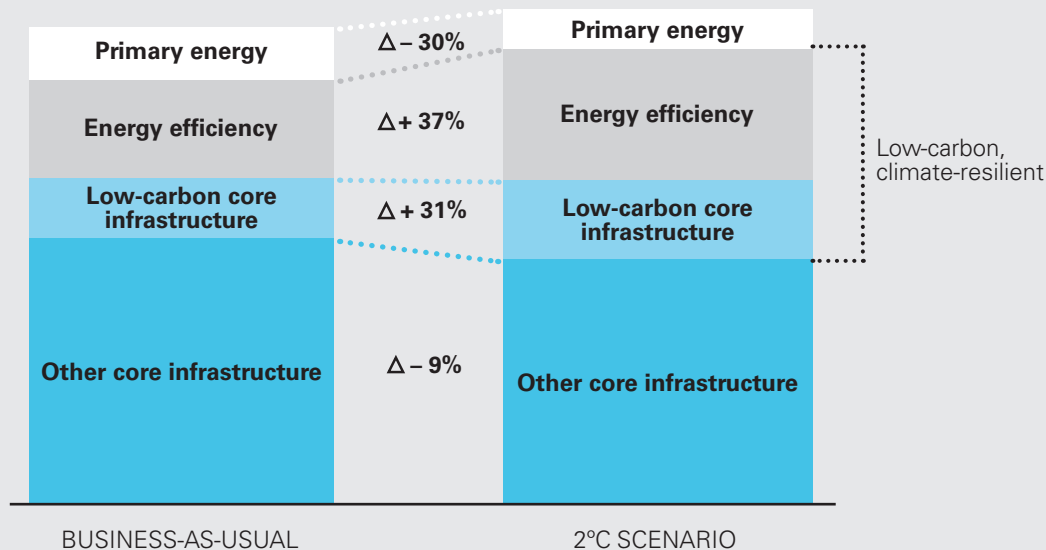 Primary energy
Δ – 30%
Primary energy
Energy efficiency
Δ + 37%
Energy efficiency
Low-carbon,
climate-resilient
Low-carbon core
infrastructure
Δ + 31%
Low-carbon core
infrastructure
Other core infrastructure
Δ – 9%
Other core infrastructure
BUSINESS-AS-USUAL
2ºC SCENARIO